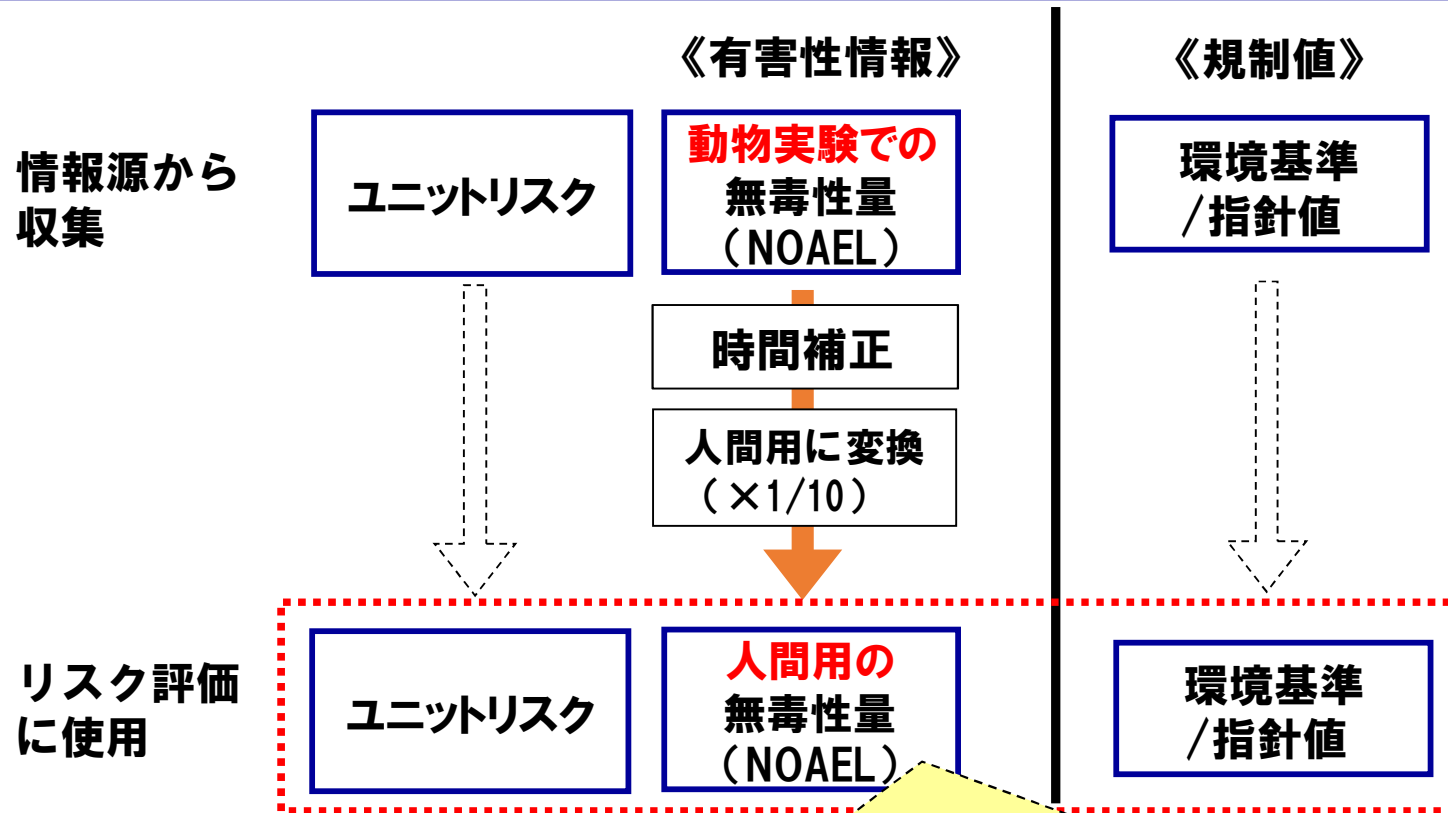 《有害性情報》
《規制値》
情報源から
収集
ユニットリスク
動物実験での
無毒性量
（NOAEL）
環境基準
/指針値
時間補正
人間用に変換
（×1/10）
リスク評価
に使用
ユニットリスク
人間用の
無毒性量
（NOAEL）
環境基準
/指針値